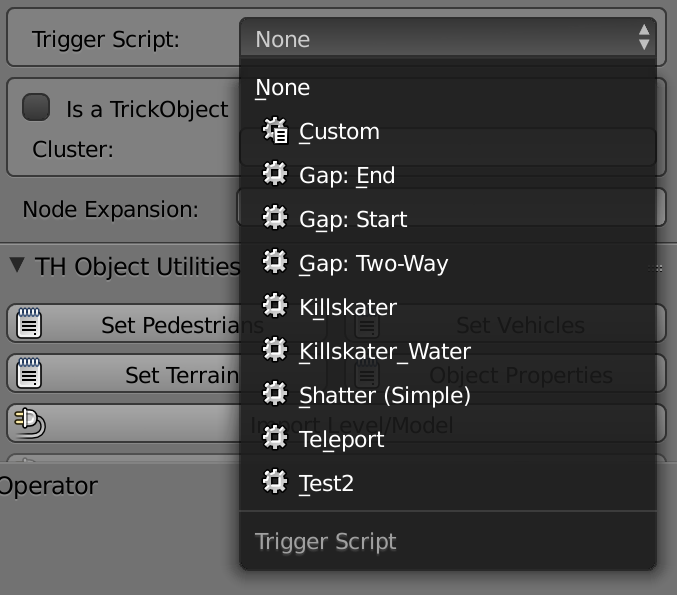 Trigger Script: None
None
Is a TrickObject
Custom
Cluster:
Gap: End
Node Expansion:
Gap: Start
TH Object Utilities
Gap: Two-Way
Killskater
Set Pedestrians
Set Vehicles
Killskater_Water
Set Terrain
Object Properties
Shatter (Simple)
Import Level/Model
Teleport
Operator
Test2
Trigger Script